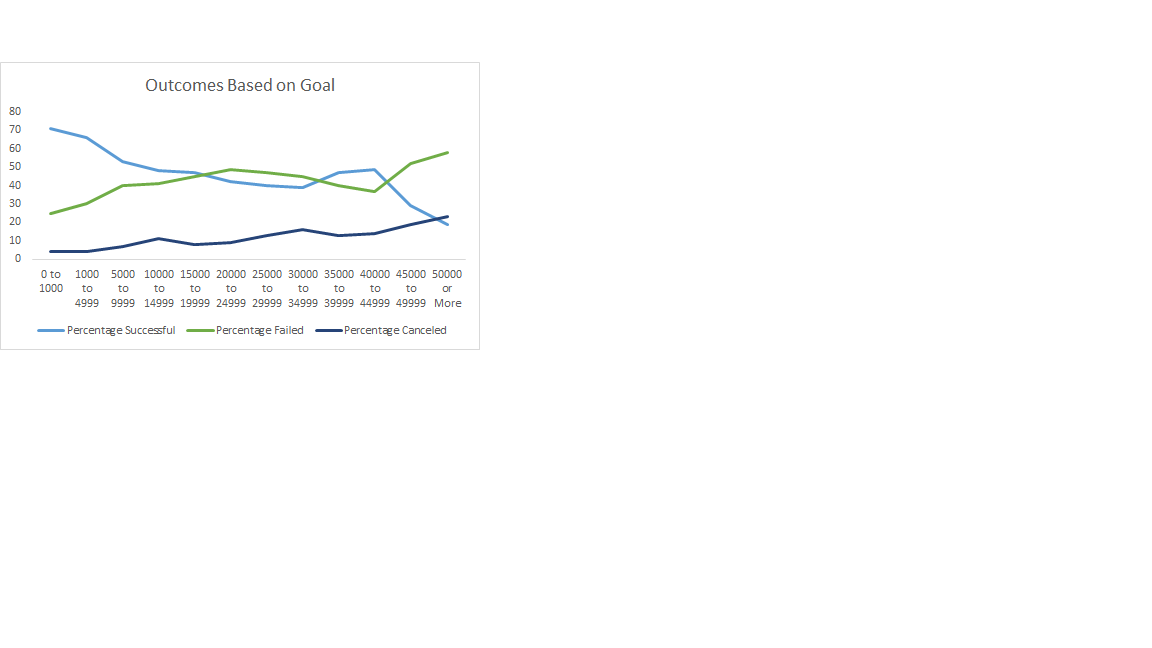 Outcomes Based on Goal
80
70
60
50
40
30
20
10
0
0 to 1000 5000 10000 15000 20000 25000 30000 35000 40000 45000 50000
1000 to to to to to to to to to to or
4999 9999 14999 19999 24999 29999 34999 39999 44999 49999 More
Percentage Successful Percentage Failed Percentage Canceled